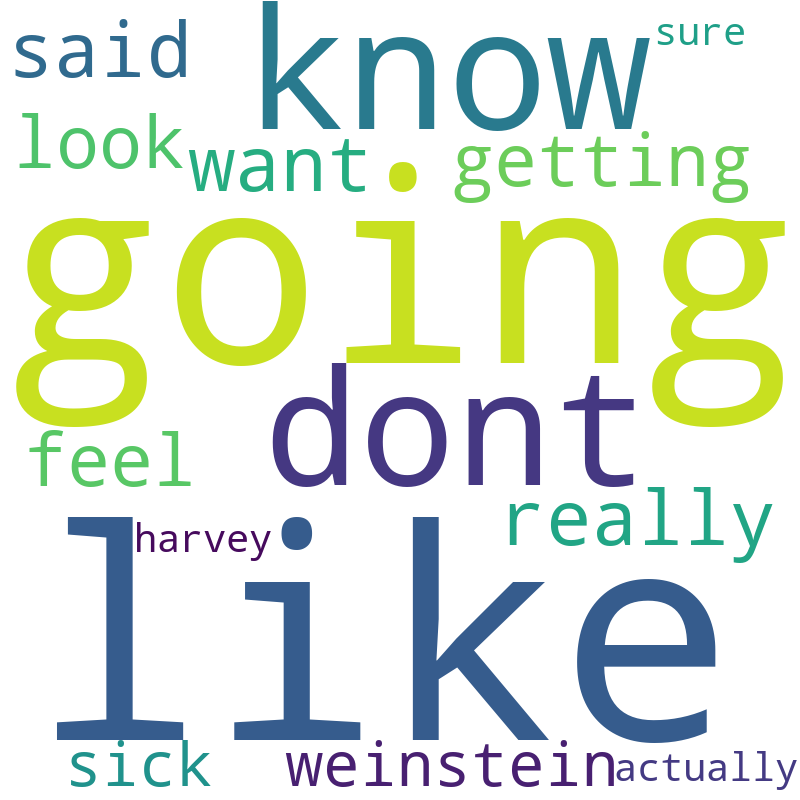 said know sure
look want getting
going
dont
feel
really
harvey
like
sick weinstein actually